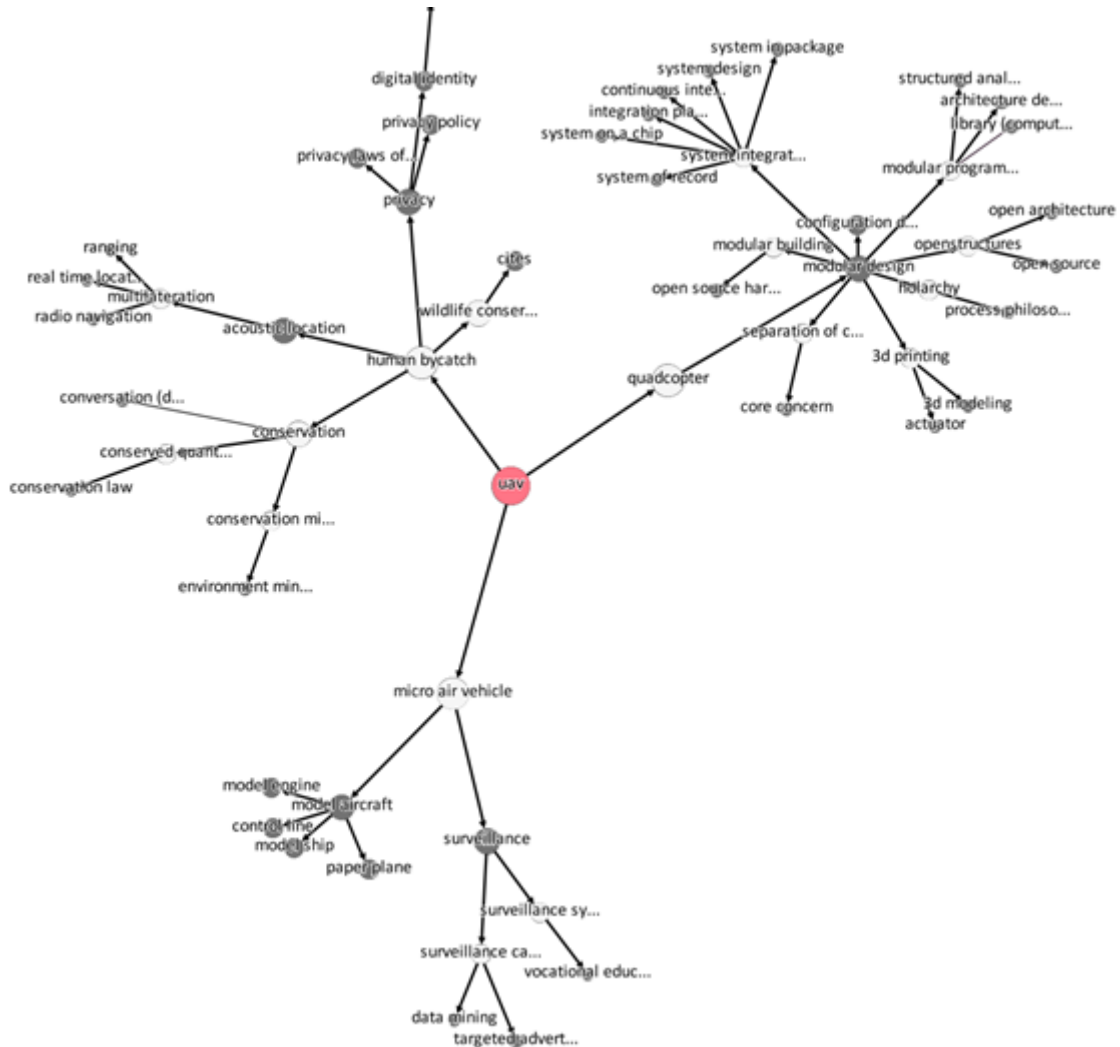 system in package
digital identity
system design
structured anal...
continuous inte...
architecture de...
integration pla...
privacy policy
library (comput...
system on a chip
privacy laws of...
system integrat...
modular program...
system of record
privacy
open architecture
configuration d...
ranging
modular building
openstructures
cites
modular design
open source
real time locat...
multilateration
open source har...
holarchy
radio navigation
acoustic location
wildlife conser...
process philoso...
separation of c...
human bycatch
3d printing
quadcopter
conversation (d...
core concern
3d modeling
actuator
conservation
conserved quant...
uav
conservation law
conservation mi...
environment min...
micro air vehicle
model engine
model aircraft
control line
model ship
surveillance
paper plane
surveillance sy...
surveillance ca...
vocational educ...
data mining
targeted advert...